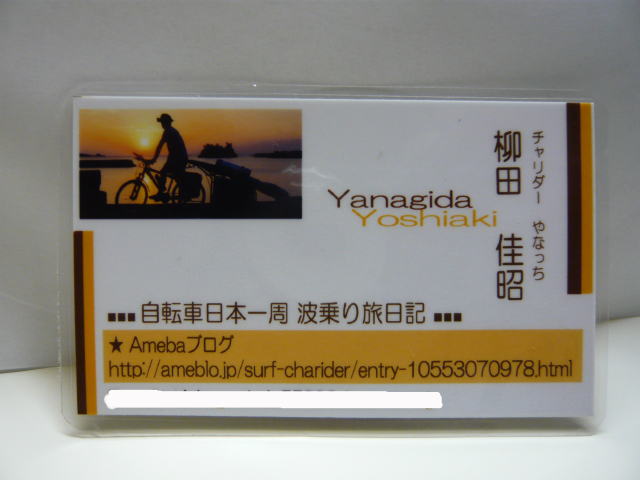 チャリダー やなっち
柳田 佳昭
Yanagida
Yoshiaki
■■■ 自転車日本一周 波乗り旅日記 ■■■
★ Amebaブログ
http://ameblo.jp/surf-charider/entry-10553070978.html